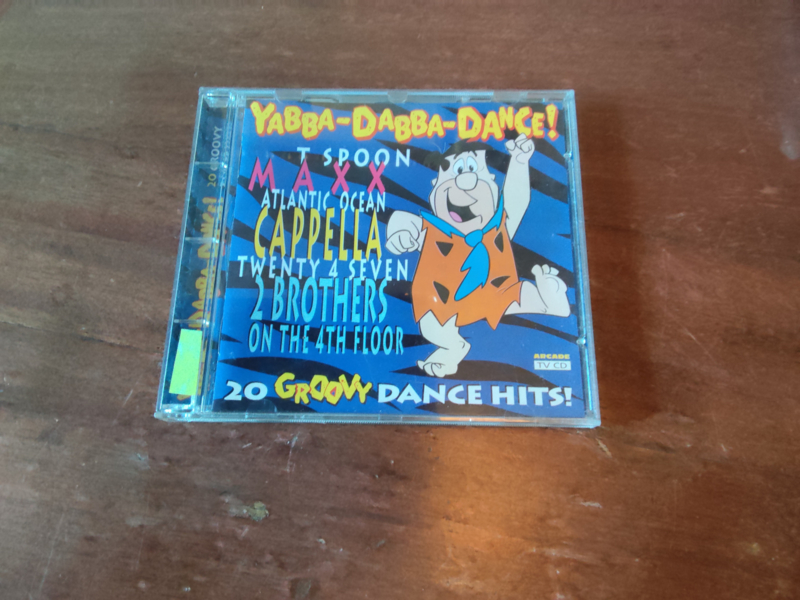 YABBA-DABBA-DANCE!
T SPOON
MAXX
ATLANTIC OCEAN
CAPPELLA
TWENTY 4 SEVEN
2 BROTHERS
ON THE 4TH FLOOR
ARCADE
TV CD
20 GROOVY DANCE HITS!
DABBA-DANCE!
20 GROOVY